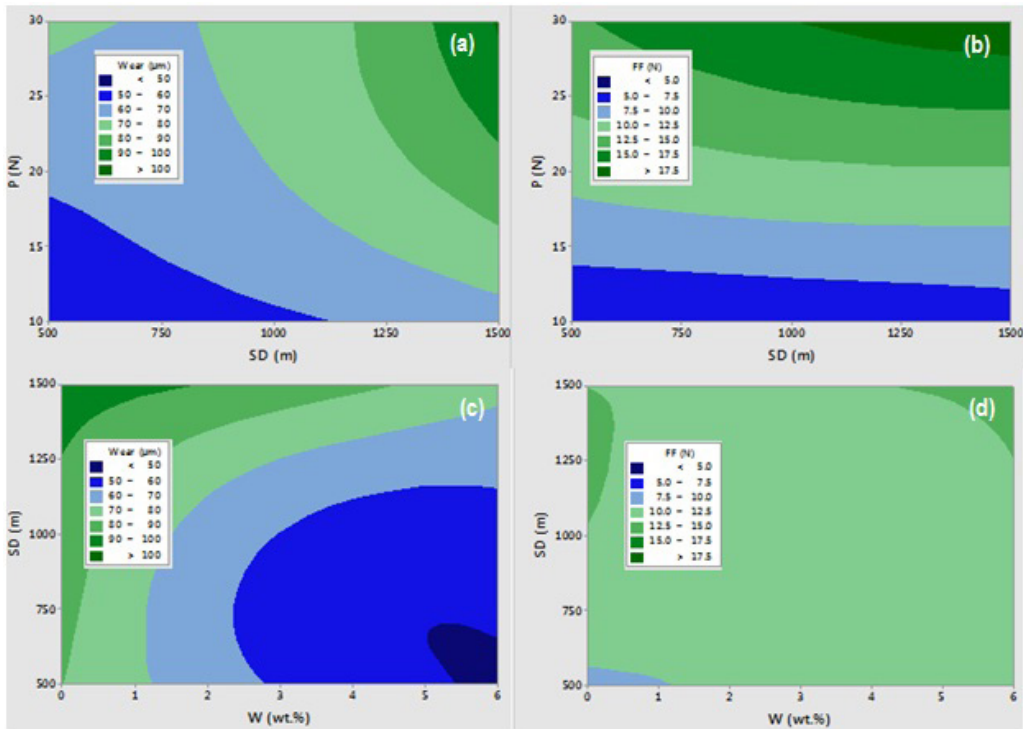 (a)
Wear (μm)
< 50
50 – 60
60 – 70
70 – 80
80 – 90
90 – 100
> 100
30
25
20
15
10
P (N)
500 750 1000 1250 1500
SD (m)
(b)
FF (N)
< 5.0
5.0 – 7.5
7.5 – 10.0
10.0 – 12.5
12.5 – 15.0
15.0 – 17.5
> 17.5
30
25
20
15
10
P (N)
500 750 1000 1250 1500
SD (m)
(c)
Wear (μm)
< 50
50 – 60
60 – 70
70 – 80
80 – 90
90 – 100
> 100
1500
1250
1000
750
500
SD (m)
0 1 2 3 4 5 6
W (wt.%)
(d)
FF (N)
< 5.0
5.0 – 7.5
7.5 – 10.0
10.0 – 12.5
12.5 – 15.0
15.0 – 17.5
> 17.5
1500
1250
1000
750
500
SD (m)
0 1 2 3 4 5 6
W (wt.%)